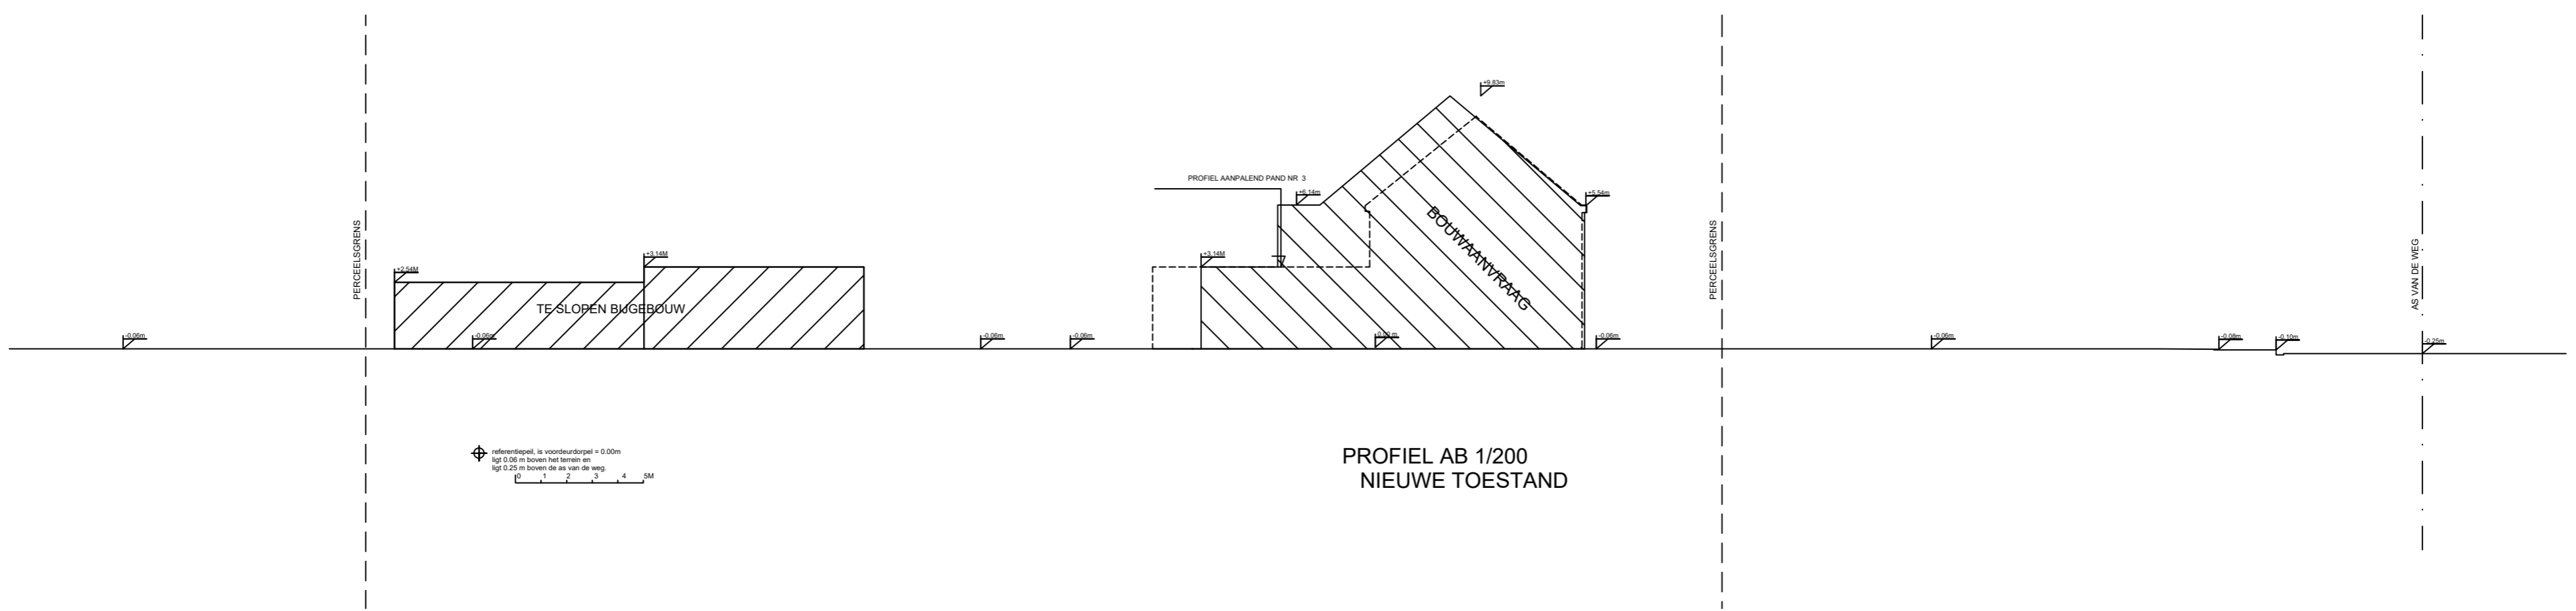 +9,83m
PROFIEL AANPALEND PAND NR 3
+6,14m
+5,54m
PERCEELSGRENS
BOUWAANVRAAG
PERCEELSGRENS
AS VAN DE WEG
+3,14M
+3,14M
+2,54M
TE SLOPEN BIJGEBOUW
-0,06m
-0,06m
-0,06m
-0,06m
0,00 m
-0,06m
-0,06m
-0,08m
-0,10m
-0,25m
referentiepeil, is voordeurdorpel = 0.00m
ligt 0.06 m boven het terrein en
ligt 0.25 m boven de as van de weg.
0 1 2 3 4 5M
PROFIEL AB 1/200
NIEUWE TOESTAND